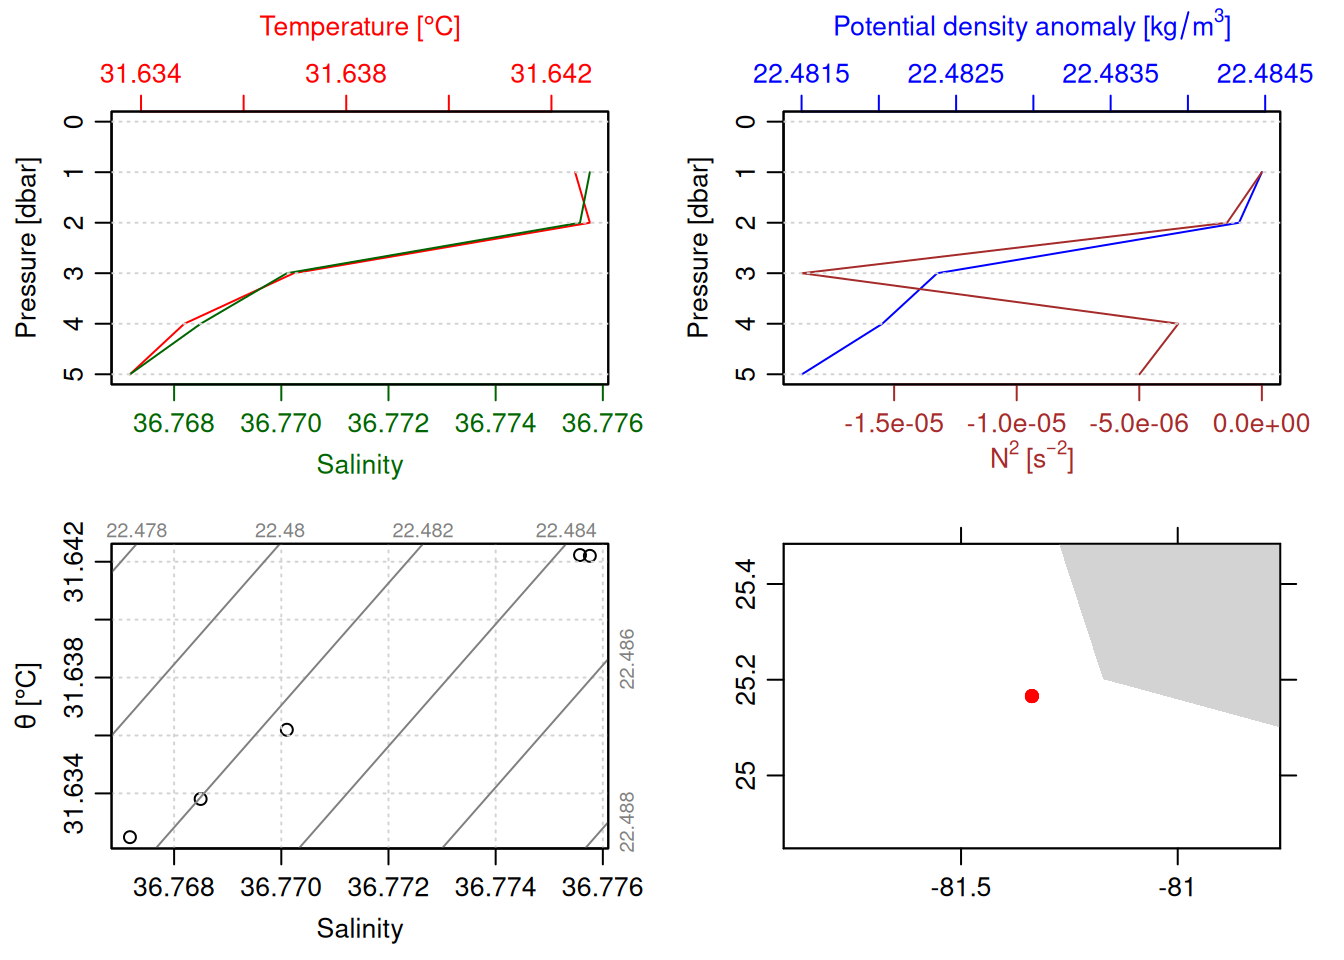 Temperature [°C]
31.634 31.638 31.642
0
1
2
3
4
5
Pressure [dbar]
36.768 36.770 36.772 36.774 36.776
Salinity
Potential density anomaly [kg/m³]
22.4815 22.4825 22.4835 22.4845
0
1
2
3
4
5
Pressure [dbar]
-1.5e-05 -1.0e-05 -5.0e-06 0.0e+00
N² [s⁻²]
22.478 22.48 22.482 22.484
22.486
22.488
31.642
31.638
31.634
θ [°C]
36.768 36.770 36.772 36.774 36.776
Salinity
25.4
25.2
25
-81.5 -81